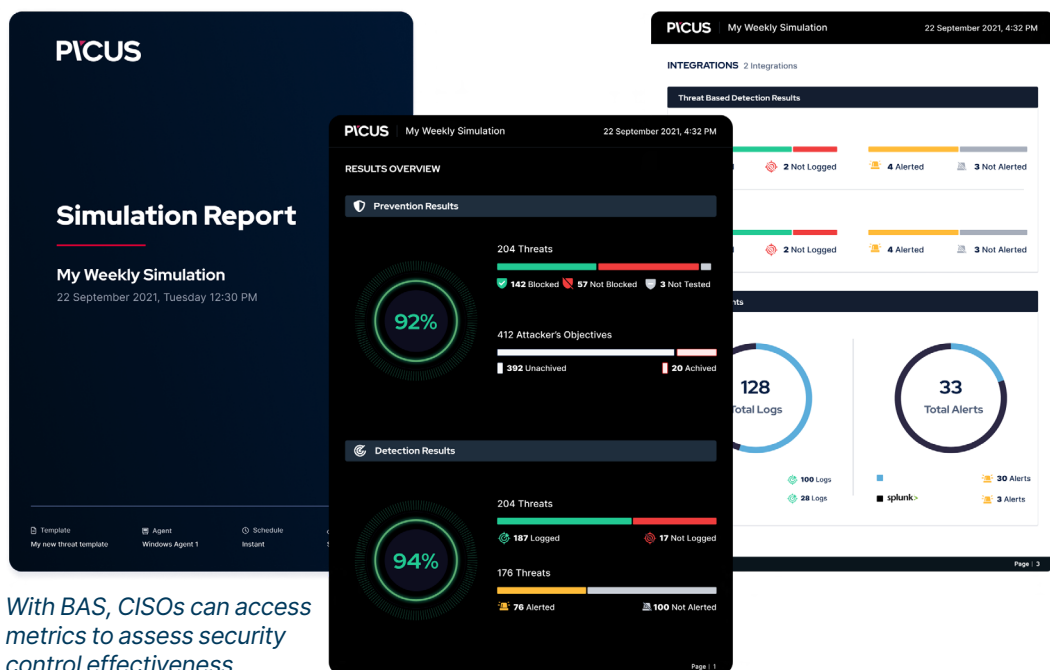 PICUS
Simulation Report
My Weekly Simulation
22 September 2021, Tuesday 12:30 PM
Template
My new threat template
Agent
Windows Agent 1
Schedule
Instant
With BAS, CISOs can access
metrics to assess security
control effectiveness
PICUS My Weekly Simulation 22 September 2021, 4:32 PM
RESULTS OVERVIEW
Prevention Results
92%
204 Threats
142 Blocked 57 Not Blocked 3 Not Tested
412 Attacker's Objectives
392 Unachived 20 Achived
Detection Results
94%
204 Threats
187 Logged 17 Not Logged
176 Threats
76 Alerted 100 Not Alerted
Page | 1
PICUS My Weekly Simulation 22 September 2021, 4:32 PM
INTEGRATIONS 2 Integrations
Threat Based Detection Results
2 Not Logged 4 Alerted 3 Not Alerted
2 Not Logged 4 Alerted 3 Not Alerted
128
Total Logs
100 Logs
28 Logs
33
Total Alerts
30 Alerts
splunk> 3 Alerts
Page | 3